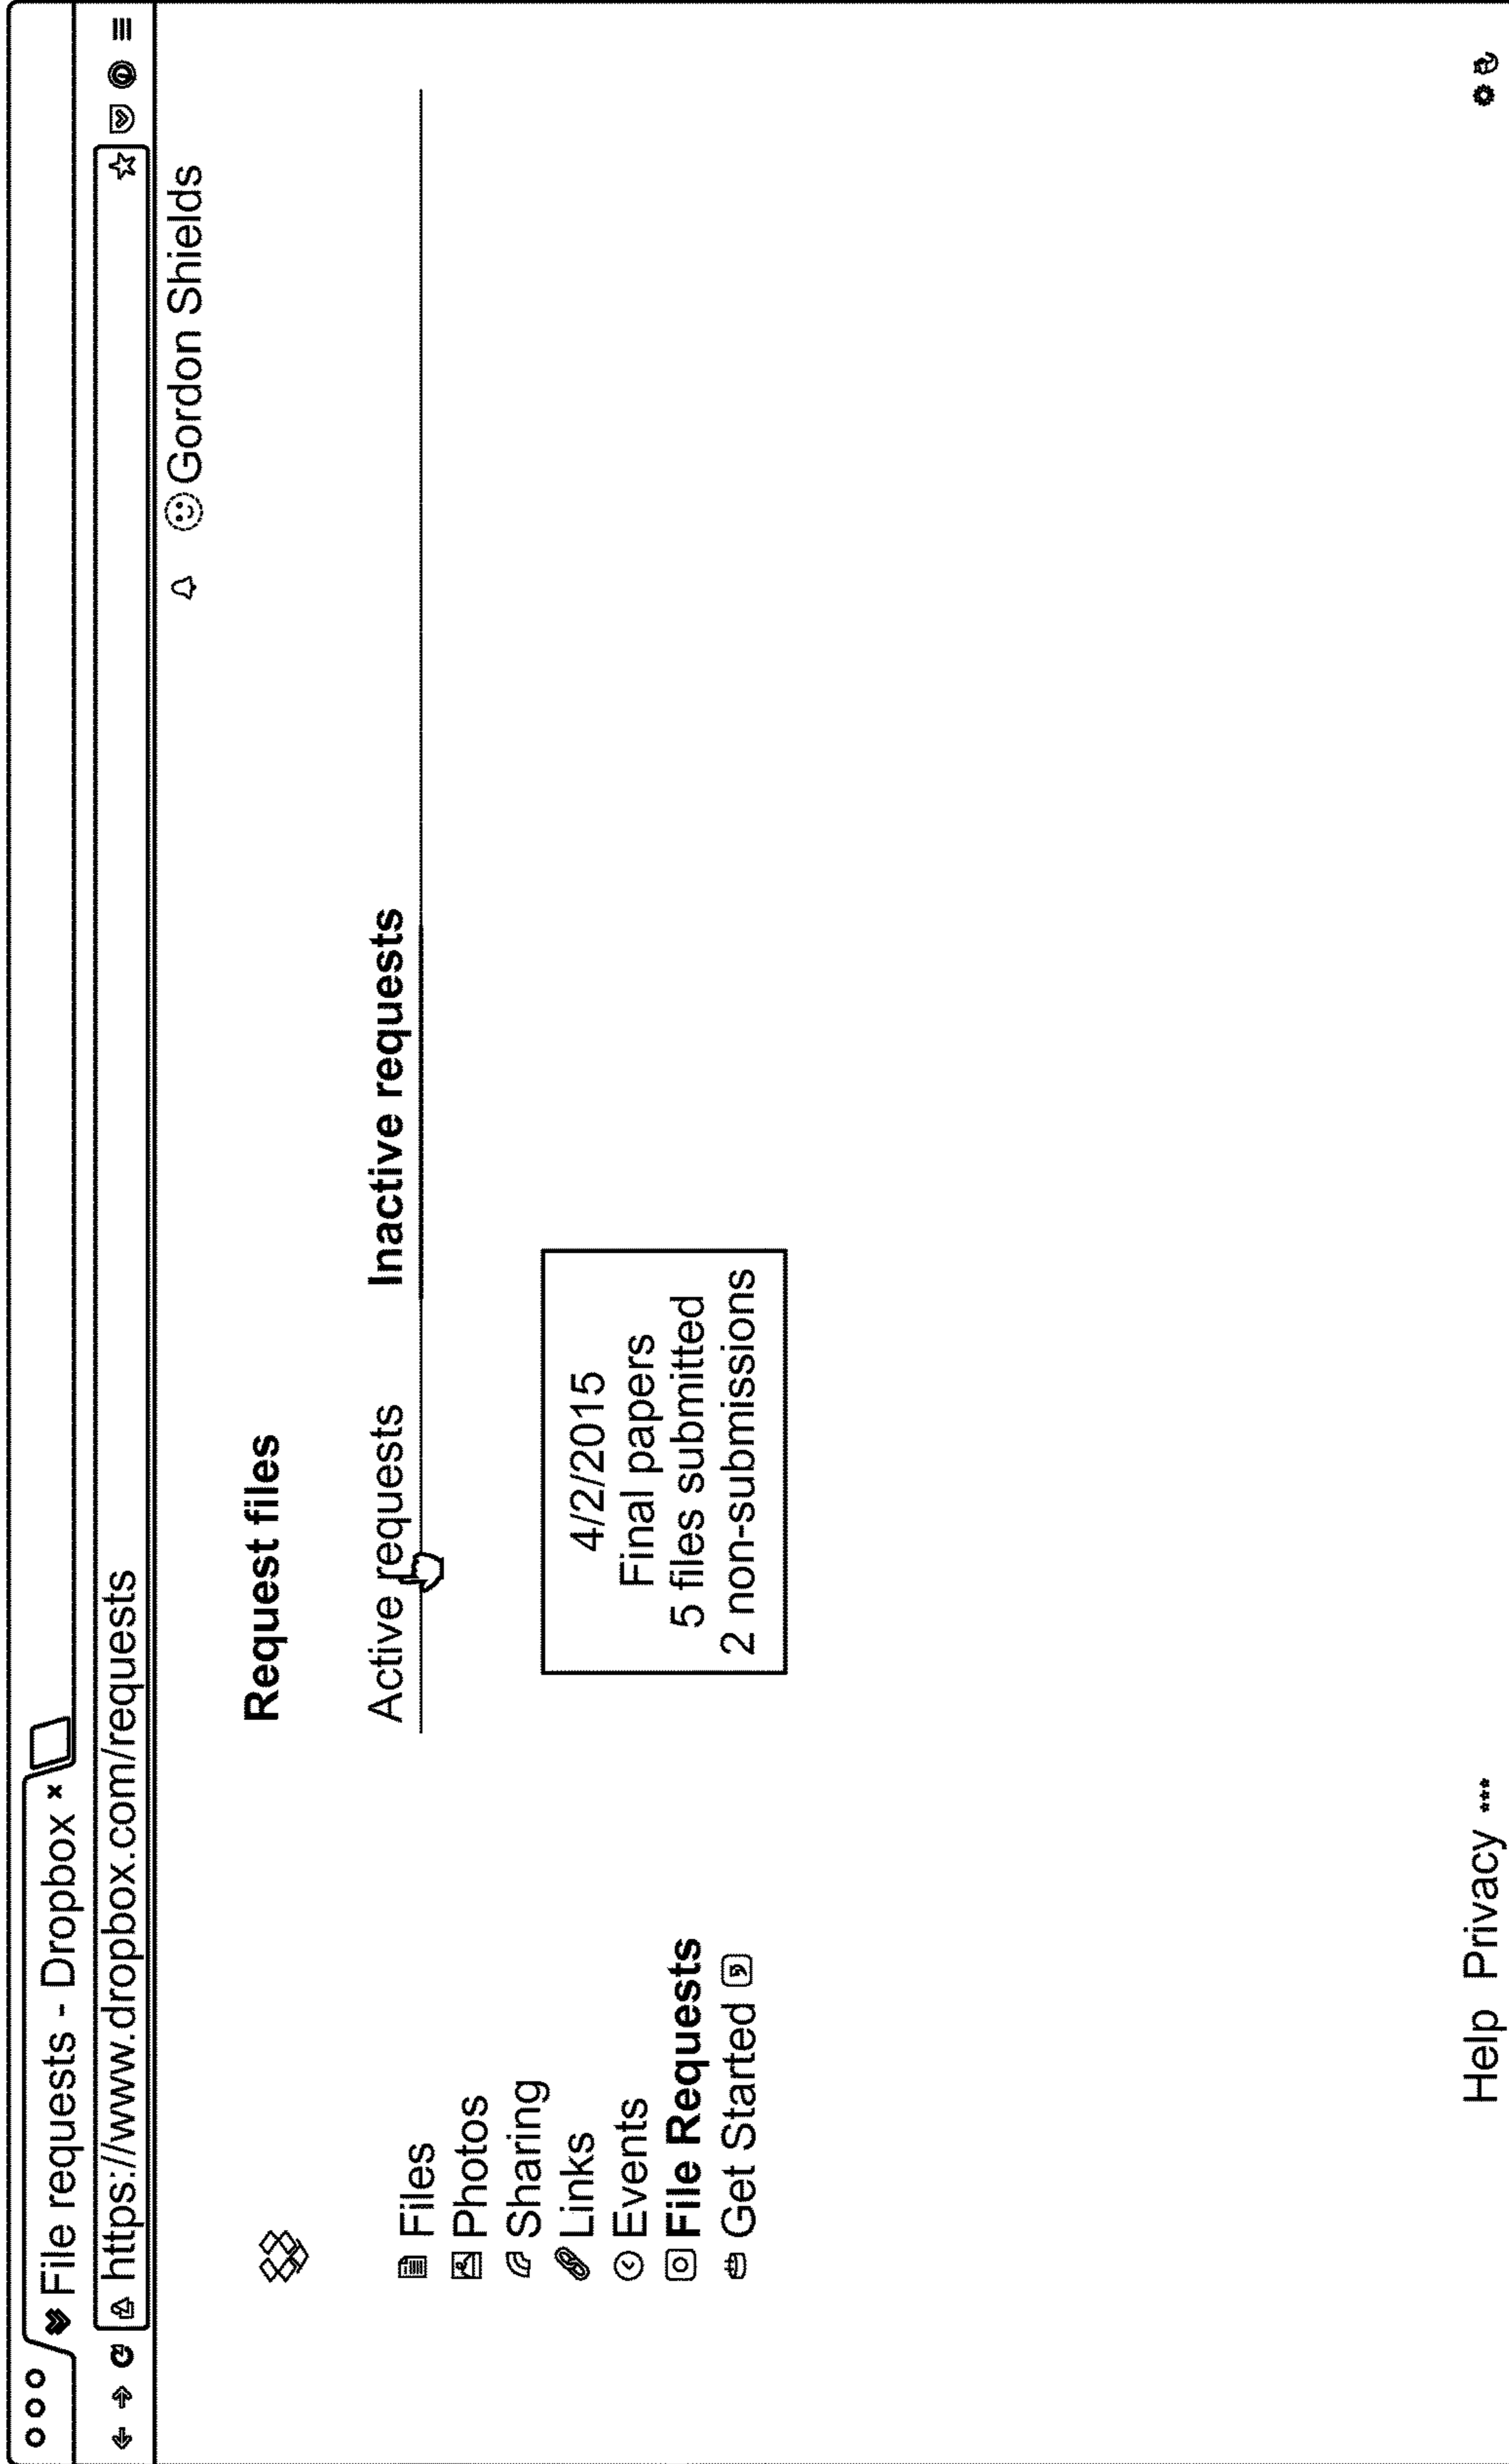 File requests - Dropbox ×
https://www.dropbox.com/requests
Gordon Shields
Request files
Active requests
Inactive requests
Files
Photos
Sharing
Links
Events
File Requests
Get Started
4/2/2015
Final papers
5 files submitted
2 non-submissions
Help Privacy ***